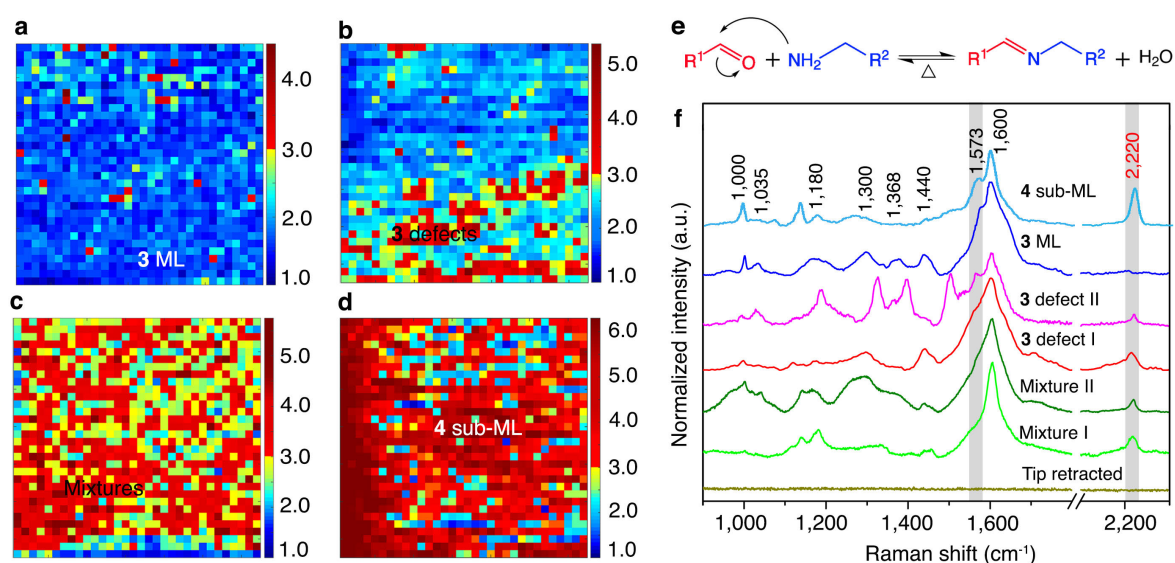 a
4.0
3.0
2.0
1.0
3 ML
b
5.0
4.0
3.0
2.0
1.0
3 defects
c
5.0
4.0
3.0
2.0
1.0
Mixtures
d
6.0
5.0
4.0
3.0
2.0
1.0
4 sub-ML
e
R¹ O + NH₂ R² ⇌ △ R¹ N R² + H₂O
f
1,000
1,035
1,180
1,300
1,368
1,440
1,573
1,600
2,220
4 sub-ML
3 ML
3 defect II
3 defect I
Mixture II
Mixture I
Tip retracted
Normalized intensity (a.u.)
1,000 1,200 1,400 1,600 2,200
Raman shift (cm⁻¹)